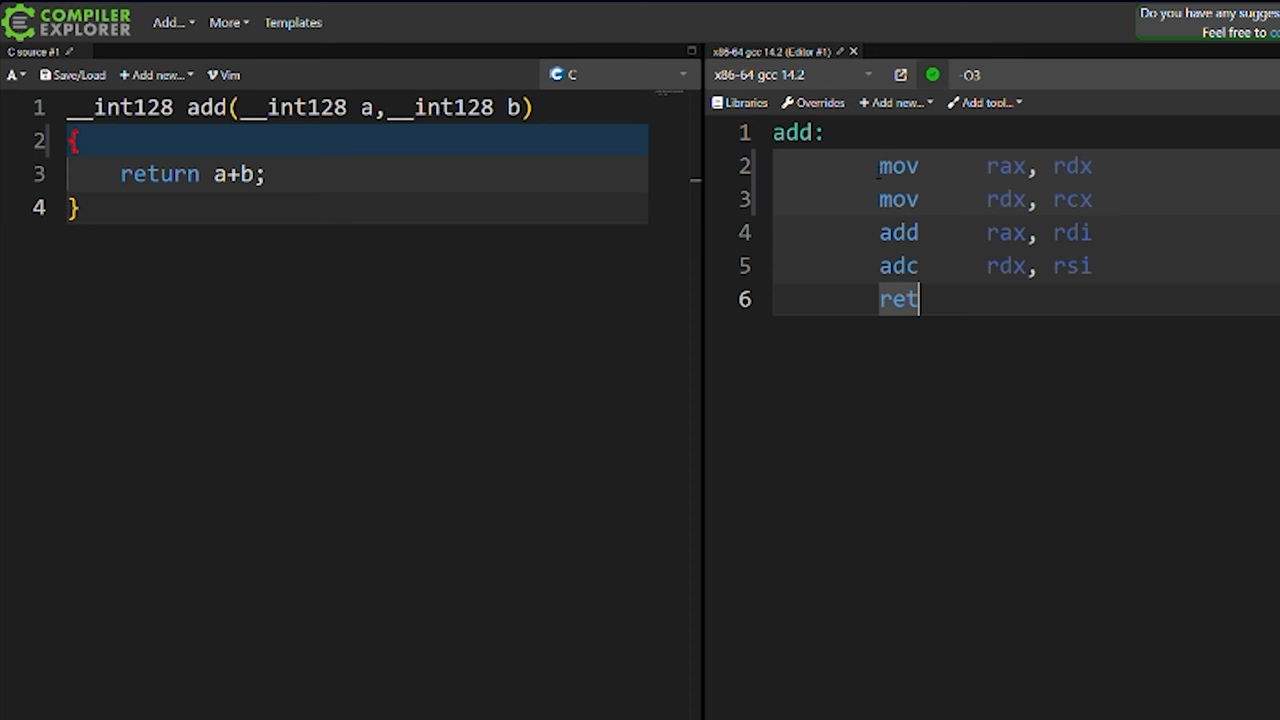 COMPILER
EXPLORER
Add... More Templates
Do you have any sugges
Feel free to co
C source #1
A Save/Load + Add new... Vim
C
1 __int128 add(__int128 a,__int128 b)
2 {
3 return a+b;
4 }
x86-64 gcc 14.2 (Editor #1)
x86-64 gcc 14.2 -O3
Libraries Overrides + Add new... Add tool...
1 add:
2 mov rax, rdx
3 mov rdx, rcx
4 add rax, rdi
5 adc rdx, rsi
6 ret